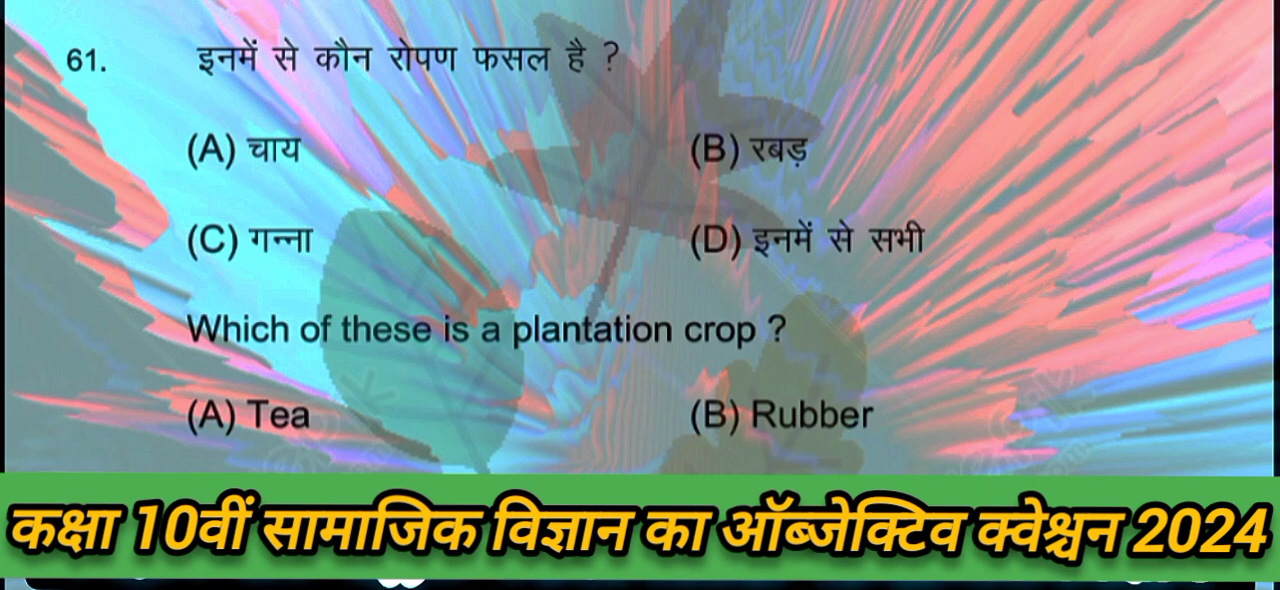 61. इनमें से कौन रोपण फसल है ?
(A) चाय (B) रबड़
(C) गन्ना (D) इनमें से सभी
Which of these is a plantation crop ?
(A) Tea (B) Rubber
कक्षा 10वीं सामाजिक विज्ञान का ऑब्जेक्टिव क्वेश्चन 2024